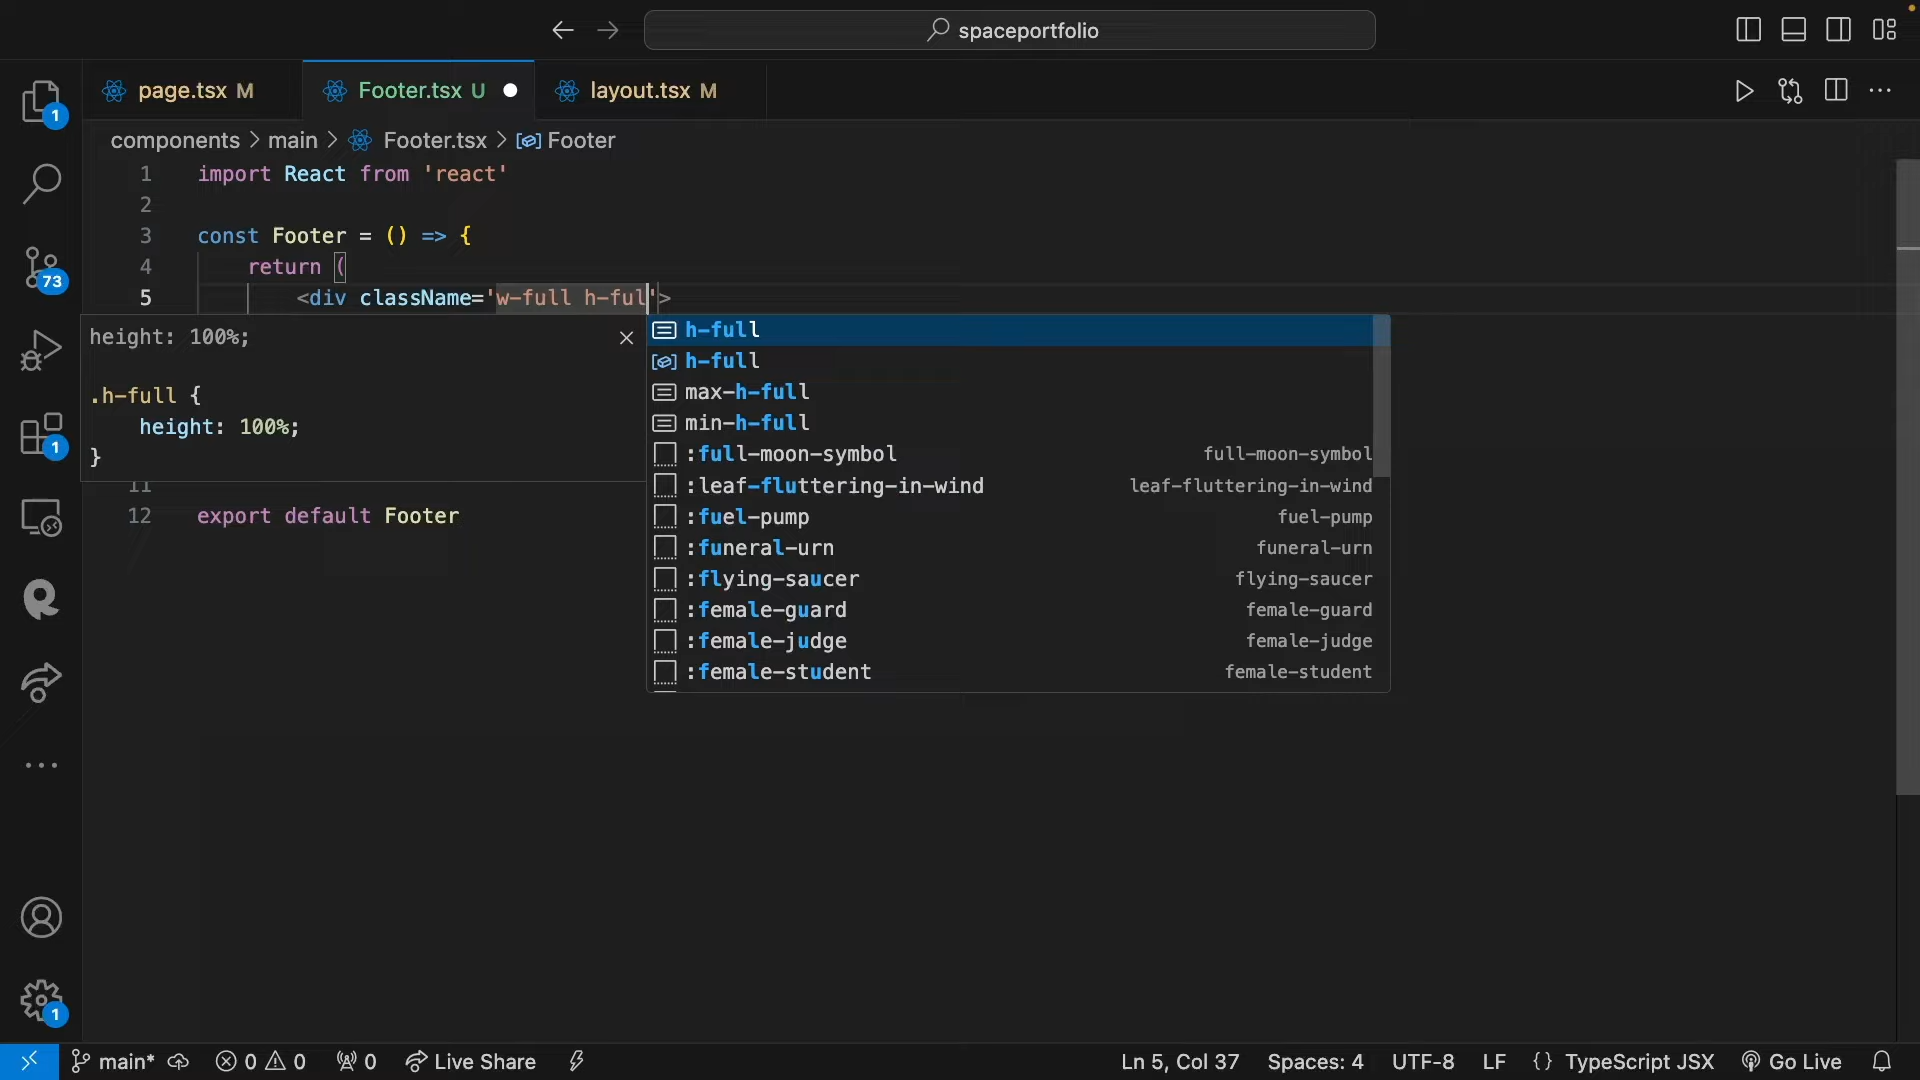 spaceportfolio
page.tsx M
Footer.tsx U
layout.tsx M
components > main > Footer.tsx > Footer
1 import React from 'react'
2
3 const Footer = () => {
4 return (
5 <div className='w-full h-ful'>
height: 100%;
.h-full {
height: 100%;
}
h-full
h-full
max-h-full
min-h-full
:full-moon-symbol full-moon-symbol
:leaf-fluttering-in-wind leaf-fluttering-in-wind
:fuel-pump fuel-pump
:funeral-urn funeral-urn
:flying-saucer flying-saucer
:female-guard female-guard
:female-judge female-judge
:female-student female-student
11
12 export default Footer
1
73
1
1
main* 0 0 0 Live Share
Ln 5, Col 37 Spaces: 4 UTF-8 LF {} TypeScript JSX Go Live